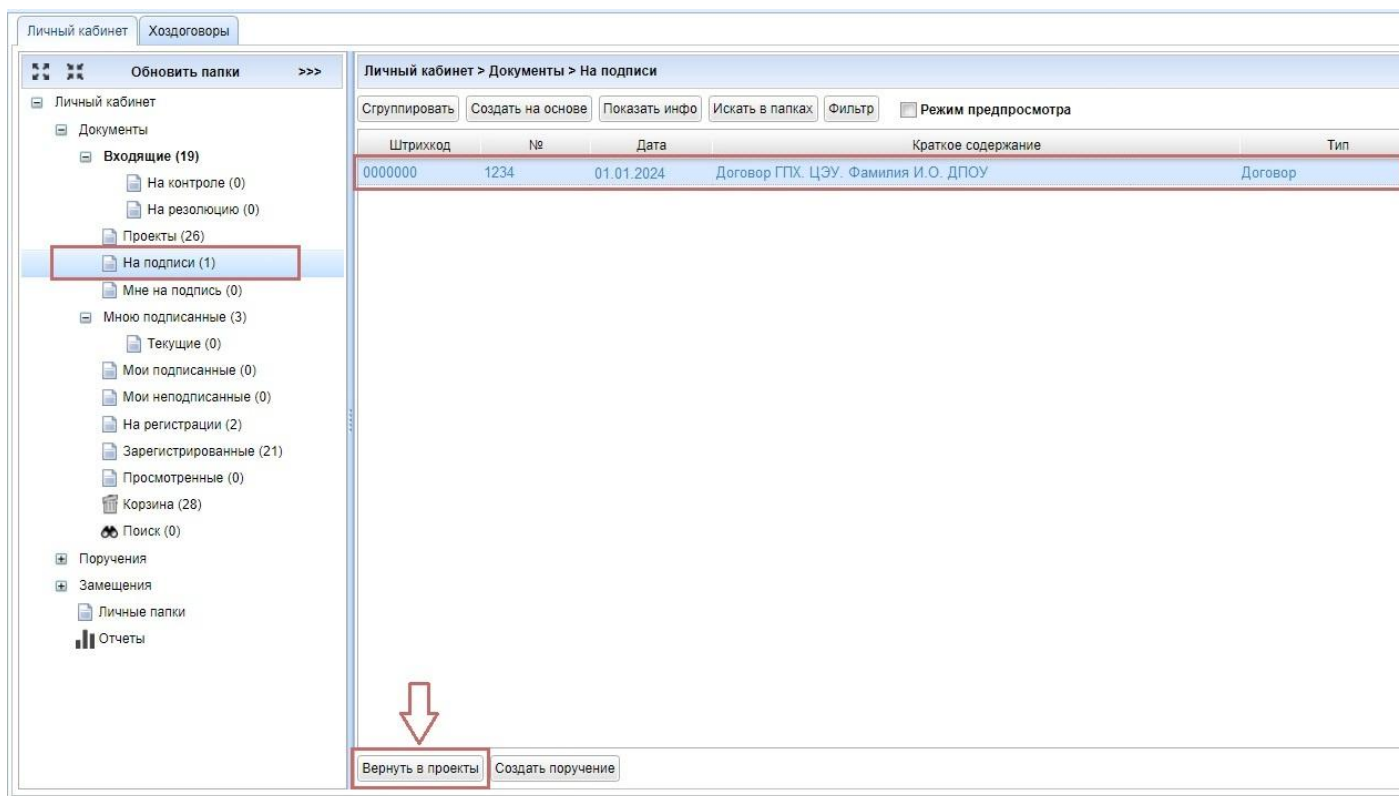 Личный кабинет Хоздоговоры
Обновить папки >>>
Личный кабинет
Документы
Входящие (19)
На контроле (0)
На резолюцию (0)
Проекты (26)
На подписи (1)
Мне на подпись (0)
Мною подписанные (3)
Текущие (0)
Мои подписанные (0)
Мои неподписанные (0)
На регистрации (2)
Зарегистрированные (21)
Просмотренные (0)
Корзина (28)
Поиск (0)
Поручения
Замещения
Личные папки
Отчеты
Личный кабинет > Документы > На подписи
Сгруппировать Создать на основе Показать инфо Искать в папках Фильтр Режим предпросмотра
Штрихкод № Дата Краткое содержание Тип
0000000 1234 01.01.2024 Договор ГПХ. ЦЭУ. Фамилия И.О. ДПОУ Договор
Вернуть в проекты Создать поручение